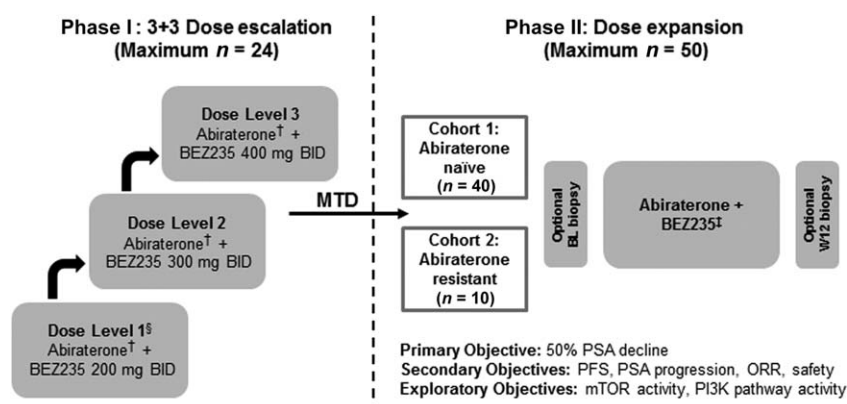 Phase I : 3+3 Dose escalation
(Maximum n = 24)
Dose Level 3
Abiraterone† +
BEZ235 400 mg BID
Dose Level 2
Abiraterone† +
BEZ235 300 mg BID
Dose Level 1§
Abiraterone† +
BEZ235 200 mg BID
MTD
Phase II: Dose expansion
(Maximum n = 50)
Cohort 1:
Abiraterone
naïve
(n = 40)
Cohort 2:
Abiraterone
resistant
(n = 10)
Optional
BL biopsy
Abiraterone +
BEZ235‡
Optional
W12 biopsy
Primary Objective: 50% PSA decline
Secondary Objectives: PFS, PSA progression, ORR, safety
Exploratory Objectives: mTOR activity, PI3K pathway activity